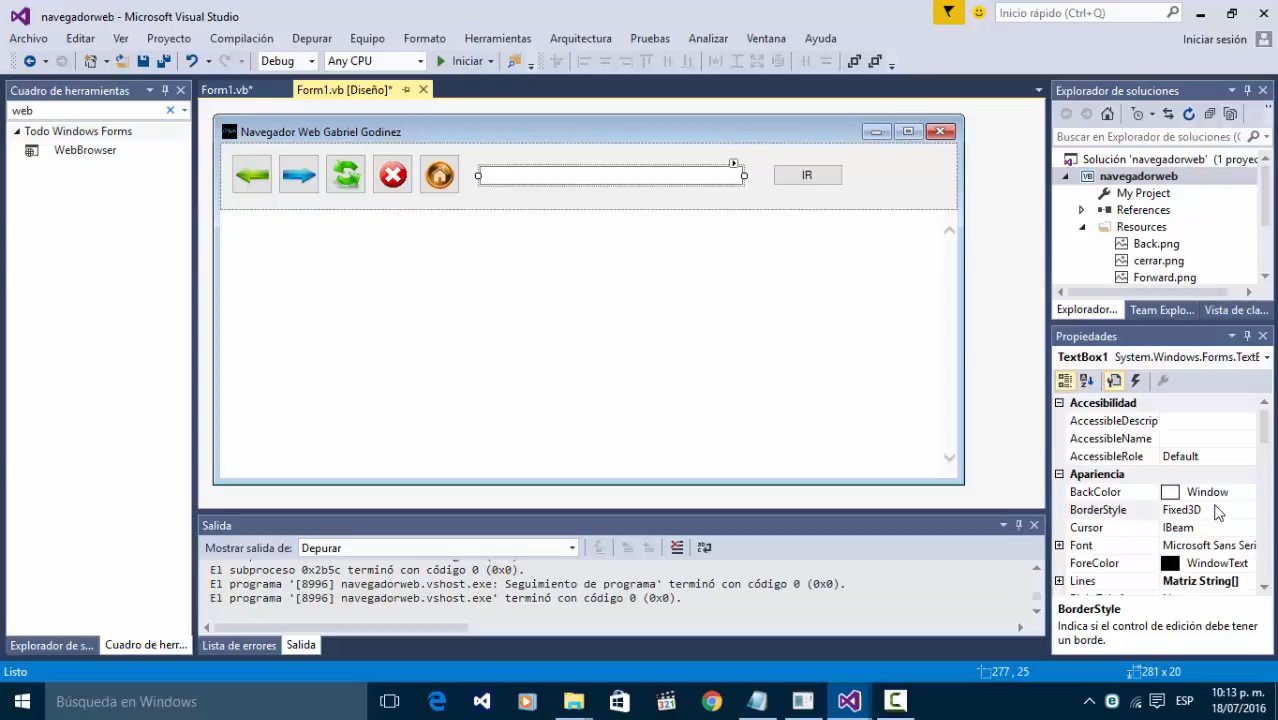 navegadorweb - Microsoft Visual Studio
Inicio rápido (Ctrl+Q)
Archivo Editar Ver Proyecto Compilación Depurar Equipo Formato Herramientas Arquitectura Pruebas Analizar Ventana Ayuda
Iniciar sesión
Debug Any CPU Iniciar
Cuadro de herramientas
web
Todo Windows Forms
WebBrowser
Form1.vb* Form1.vb [Diseño]*
Navegador Web Gabriel Godinez
IR
Explorador de soluciones
Buscar en Explorador de soluciones (
Solución 'navegadorweb' (1 proyec
navegadorweb
My Project
References
Resources
Back.png
cerrar.png
Forward.png
Explorador... Team Explo... Vista de cla...
Propiedades
TextBox1 System.Windows.Forms.TextE
Accesibilidad
AccessibleDescrip
AccessibleName
AccessibleRole Default
Apariencia
BackColor Window
BorderStyle Fixed3D
Cursor IBeam
Font Microsoft Sans Seri
ForeColor WindowText
Lines Matriz String[]
BorderStyle
Indica si el control de edición debe tener
un borde.
Salida
Mostrar salida de: Depurar
El subproceso 0x2b5c terminó con código 0 (0x0).
El programa '[8996] navegadorweb.vshost.exe: Seguimiento de programa' terminó con código 0 (0x0).
El programa '[8996] navegadorweb.vshost.exe' terminó con código 0 (0x0).
Explorador de s... Cuadro de herr...
Lista de errores Salida
Listo
277 , 25
281 x 20
Búsqueda en Windows
321
ESP
10:13 p. m.
18/07/2016